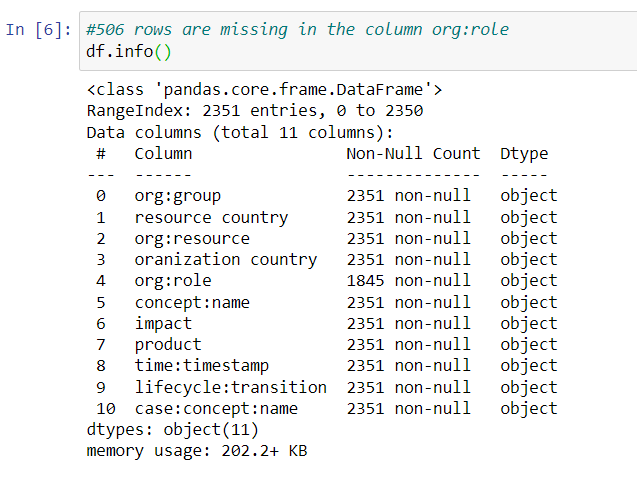 In [6]: #506 rows are missing in the column org:role
df.info()
<class 'pandas.core.frame.DataFrame'>
RangeIndex: 2351 entries, 0 to 2350
Data columns (total 11 columns):
 #   Column                Non-Null Count  Dtype
---  ------                --------------  -----
 0   org:group             2351 non-null   object
 1   resource country      2351 non-null   object
 2   org:resource          2351 non-null   object
 3   oranization country   2351 non-null   object
 4   org:role              1845 non-null   object
 5   concept:name          2351 non-null   object
 6   impact                2351 non-null   object
 7   product               2351 non-null   object
 8   time:timestamp        2351 non-null   object
 9   lifecycle:transition  2351 non-null   object
 10  case:concept:name     2351 non-null   object
dtypes: object(11)
memory usage: 202.2+ KB